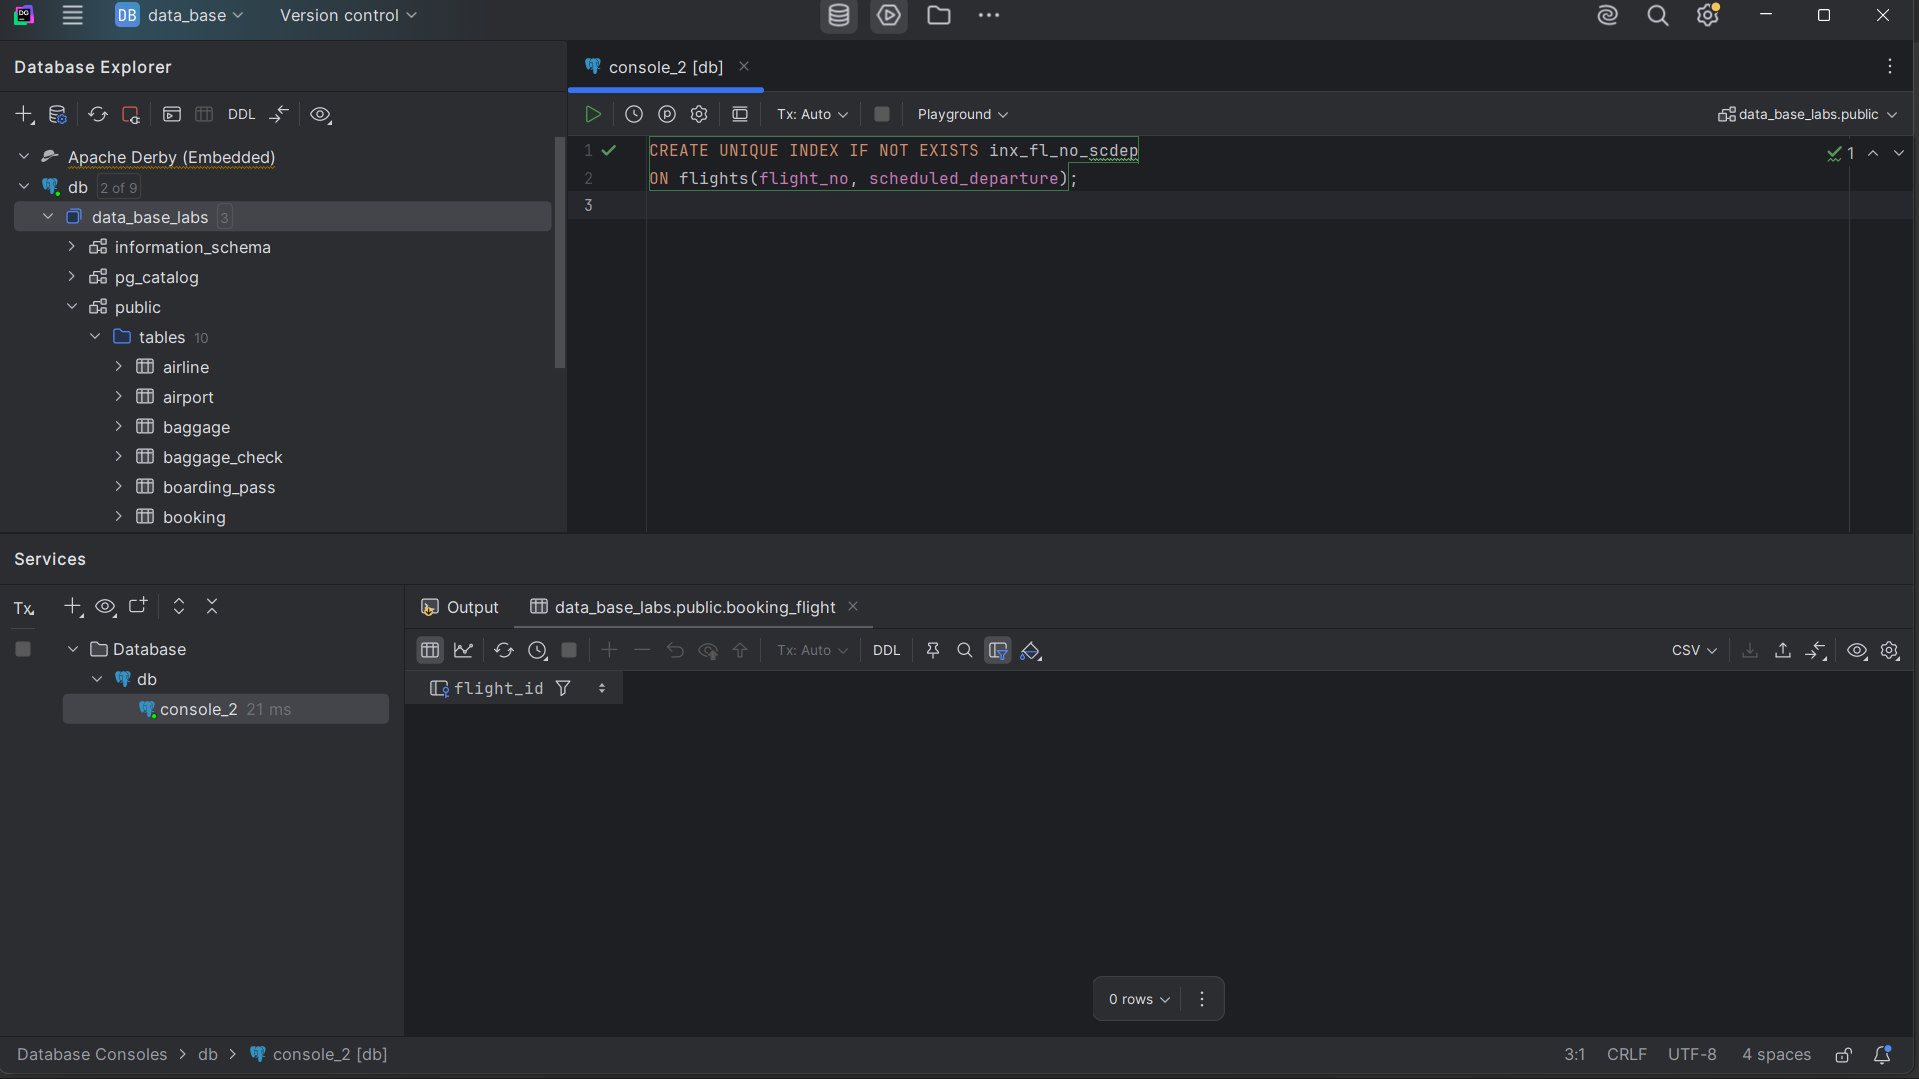 DB data_base Version control
Database Explorer
console_2 [db]
DDL
Tx: Auto
Playground
data_base_labs.public
Apache Derby (Embedded)
db 2 of 9
data_base_labs 3
information_schema
pg_catalog
public
tables 10
airline
airport
baggage
baggage_check
boarding_pass
booking
1 CREATE UNIQUE INDEX IF NOT EXISTS inx_fl_no_scdep
2 ON flights(flight_no, scheduled_departure);
3
1
Services
Tx
Output
data_base_labs.public.booking_flight
Database
db
console_2 21 ms
Tx: Auto
DDL
CSV
flight_id
0 rows
Database Consoles > db > console_2 [db]
3:1 CRLF UTF-8 4 spaces